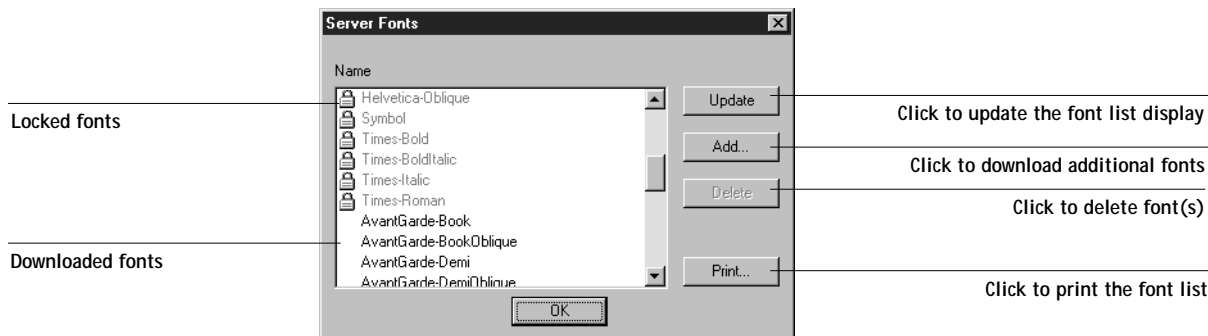 Server Fonts
Name
Helvetica-Oblique
Symbol
Times-Bold
Times-BoldItalic
Times-Italic
Times-Roman
AvantGarde-Book
AvantGarde-BookOblique
AvantGarde-Demi
AvantGarde-DemiOblique
Update
Add...
Delete
Print...
OK
Locked fonts
Downloaded fonts
Click to update the font list display
Click to download additional fonts
Click to delete font(s)
Click to print the font list